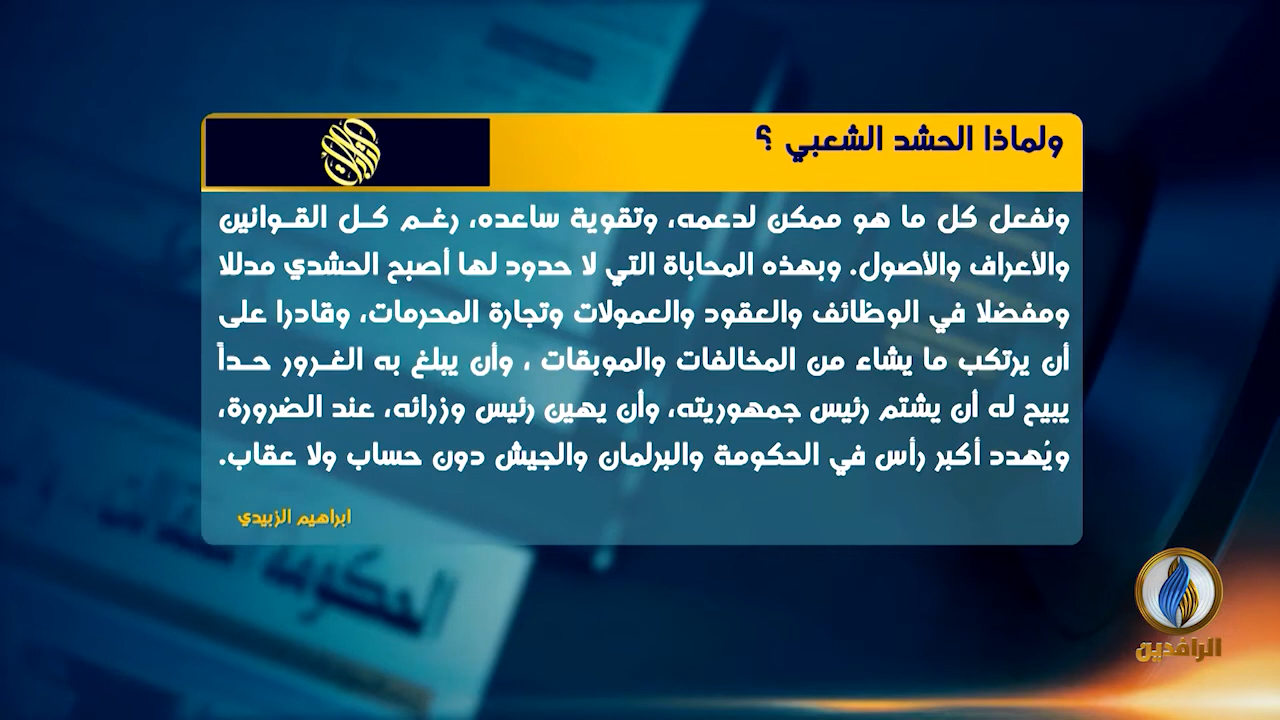 ولماذا الحشد الشعبي ؟
ونفعل كل ما هو ممكن لدعمه، وتقوية ساعده، رغم كل القوانين
والأعراف والأصول. وبهذه المحاباة التي لا حدود لها أصبح الحشدي مدللا
ومفضلا في الوظائف والعقود والعمولات وتجارة المحرمات، وقادرا على
أن يرتكب ما يشاء من المخالفات والموبقات ، وأن يبلغ به الغرور حداً
يبيح له أن يشتم رئيس جمهوريته، وأن يهين رئيس وزرائه، عند الضرورة،
ويُهدد أكبر رأس في الحكومة والبرلمان والجيش دون حساب ولا عقاب.
ابراهيم الزبيدي
الحكومة
الرافدين